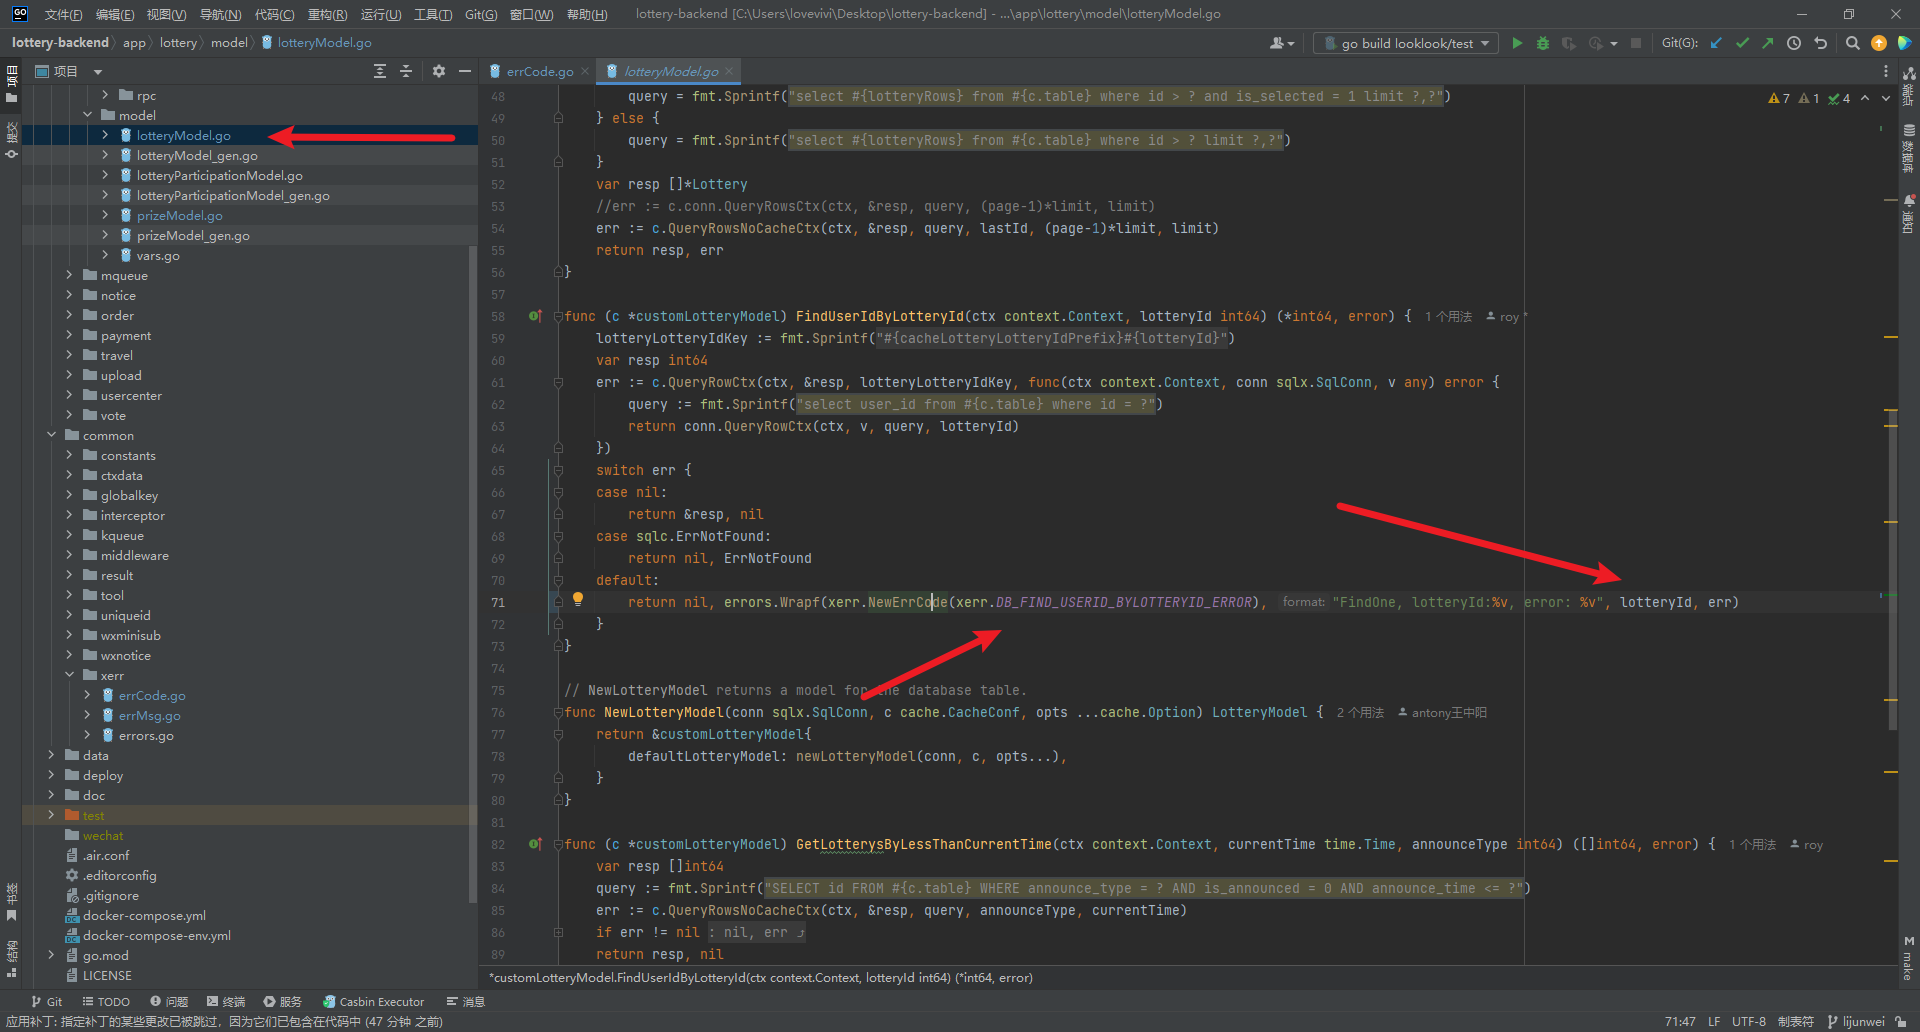 GO 文件(F) 编辑(E) 视图(V) 导航(N) 代码(C) 重构(R) 运行(U) 工具(T) Git(G) 窗口(W) 帮助(H) lottery-backend [C:\Users\lovevivi\Desktop\lottery-backend] - ...\app\lottery\model\lotteryModel.go
lottery-backend app lottery model lotteryModel.go go build looklook/test Git(G):
项目 项目 errCode.go lotteryModel.go
提交
rpc
model
lotteryModel.go
lotteryModel_gen.go
lotteryParticipationModel.go
lotteryParticipationModel_gen.go
prizeModel.go
prizeModel_gen.go
vars.go
mqueue
notice
order
payment
travel
upload
usercenter
vote
common
constants
ctxdata
globalkey
interceptor
kqueue
middleware
result
tool
uniqueid
wxminisub
wxnotice
xerr
errCode.go
errMsg.go
errors.go
data
deploy
doc
test
wechat
.air.conf
.editorconfig
.gitignore
docker-compose.yml
docker-compose-env.yml
go.mod
LICENSE
书签
结构
7 1 4
48 query = fmt.Sprintf("select #{lotteryRows} from #{c.table} where id > ? and is_selected = 1 limit ?,?")
49 } else {
50 query = fmt.Sprintf("select #{lotteryRows} from #{c.table} where id > ? limit ?,?")
51 }
52 var resp []*Lottery
53 //err := c.conn.QueryRowsCtx(ctx, &resp, query, (page-1)*limit, limit)
54 err := c.QueryRowsNoCacheCtx(ctx, &resp, query, lastId, (page-1)*limit, limit)
55 return resp, err
56 }
57
58 func (c *customLotteryModel) FindUserIdByLotteryId(ctx context.Context, lotteryId int64) (*int64, error) { 1 个用法 roy *
59 lotteryLotteryIdKey := fmt.Sprintf("#{cacheLotteryLotteryIdPrefix}#{lotteryId}")
60 var resp int64
61 err := c.QueryRowCtx(ctx, &resp, lotteryLotteryIdKey, func(ctx context.Context, conn sqlx.SqlConn, v any) error {
62 query := fmt.Sprintf("select user_id from #{c.table} where id = ?")
63 return conn.QueryRowCtx(ctx, v, query, lotteryId)
64 })
65 switch err {
66 case nil:
67 return &resp, nil
68 case sqlc.ErrNotFound:
69 return nil, ErrNotFound
70 default:
71 return nil, errors.Wrapf(xerr.NewErrCode(xerr.DB_FIND_USERID_BYLOTTERYID_ERROR), format: "FindOne, lotteryId:%v, error: %v", lotteryId, err)
72 }
73 }
74
75 // NewLotteryModel returns a model for the database table.
76 func NewLotteryModel(conn sqlx.SqlConn, c cache.CacheConf, opts ...cache.Option) LotteryModel { 2 个用法 antony王中阳
77 return &customLotteryModel{
78 defaultLotteryModel: newLotteryModel(conn, c, opts...),
79 }
80 }
81
82 func (c *customLotteryModel) GetLotterysByLessThanCurrentTime(ctx context.Context, currentTime time.Time, announceType int64) ([]int64, error) { 1 个用法 roy
83 var resp []int64
84 query := fmt.Sprintf("SELECT id FROM #{c.table} WHERE announce_type = ? AND is_announced = 0 AND announce_time <= ?")
85 err := c.QueryRowsNoCacheCtx(ctx, &resp, query, announceType, currentTime)
86 if err != nil : nil, err
89 return resp, nil
*customLotteryModel.FindUserIdByLotteryId(ctx context.Context, lotteryId int64) (*int64, error)
端点
数据库
通知
M make
Git TODO 问题 终端 服务 Casbin Executor 消息
应用补丁: 指定补丁的某些更改已被跳过，因为它们已包含在代码中 (47 分钟 之前) 71:47 LF UTF-8 制表符 lijunwei